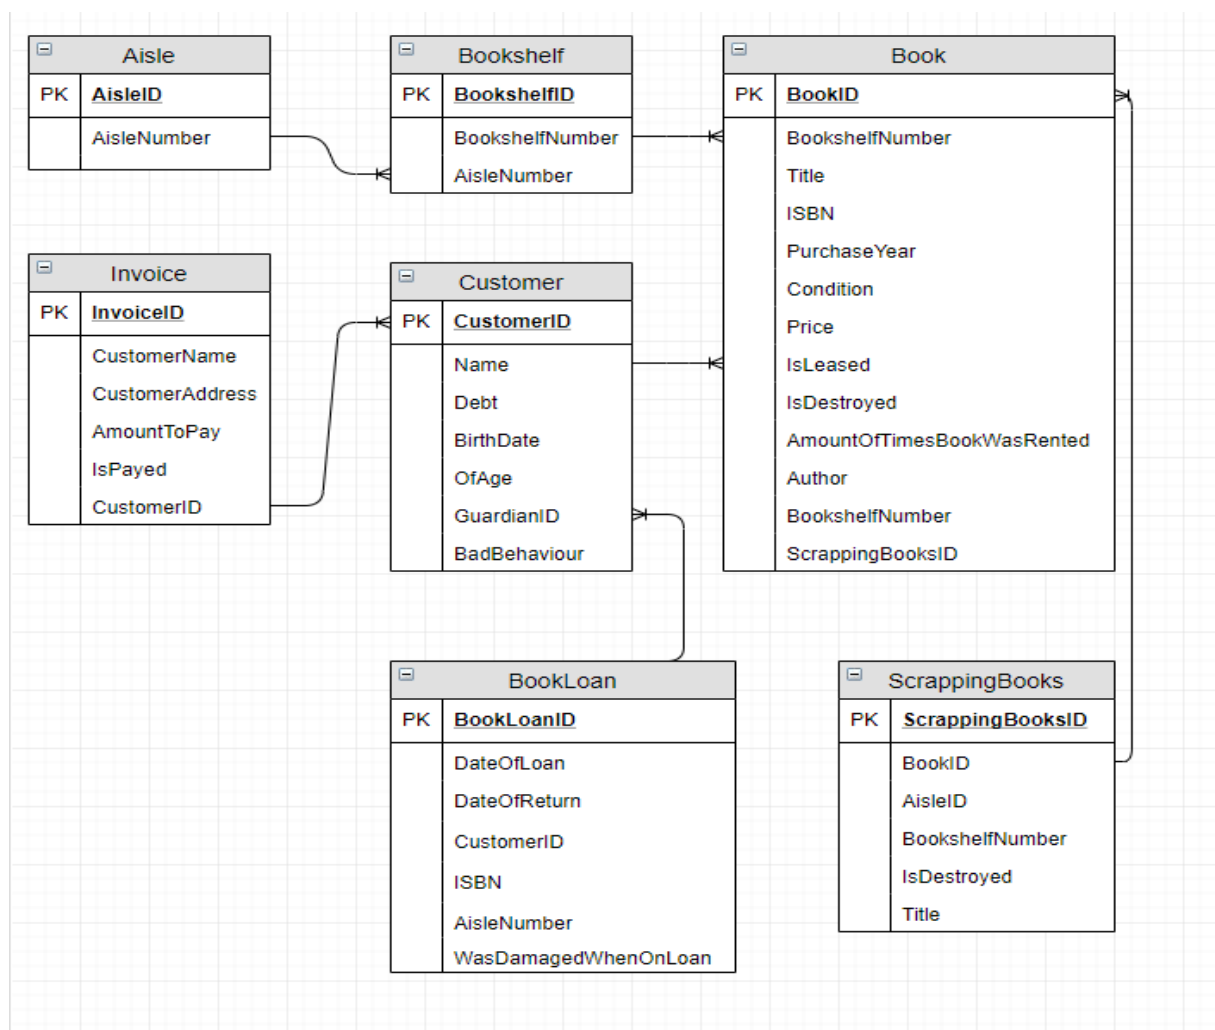 Aisle
PK AisleID
AisleNumber
Bookshelf
PK BookshelfID
BookshelfNumber
AisleNumber
Book
PK BookID
BookshelfNumber
Title
ISBN
PurchaseYear
Condition
Price
IsLeased
IsDestroyed
AmountOfTimesBookWasRented
Author
BookshelfNumber
ScrappingBooksID
Invoice
PK InvoiceID
CustomerName
CustomerAddress
AmountToPay
IsPayed
CustomerID
Customer
PK CustomerID
Name
Debt
BirthDate
OfAge
GuardianID
BadBehaviour
BookLoan
PK BookLoanID
DateOfLoan
DateOfReturn
CustomerID
ISBN
AisleNumber
WasDamagedWhenOnLoan
ScrappingBooks
PK ScrappingBooksID
BookID
AisleID
BookshelfNumber
IsDestroyed
Title